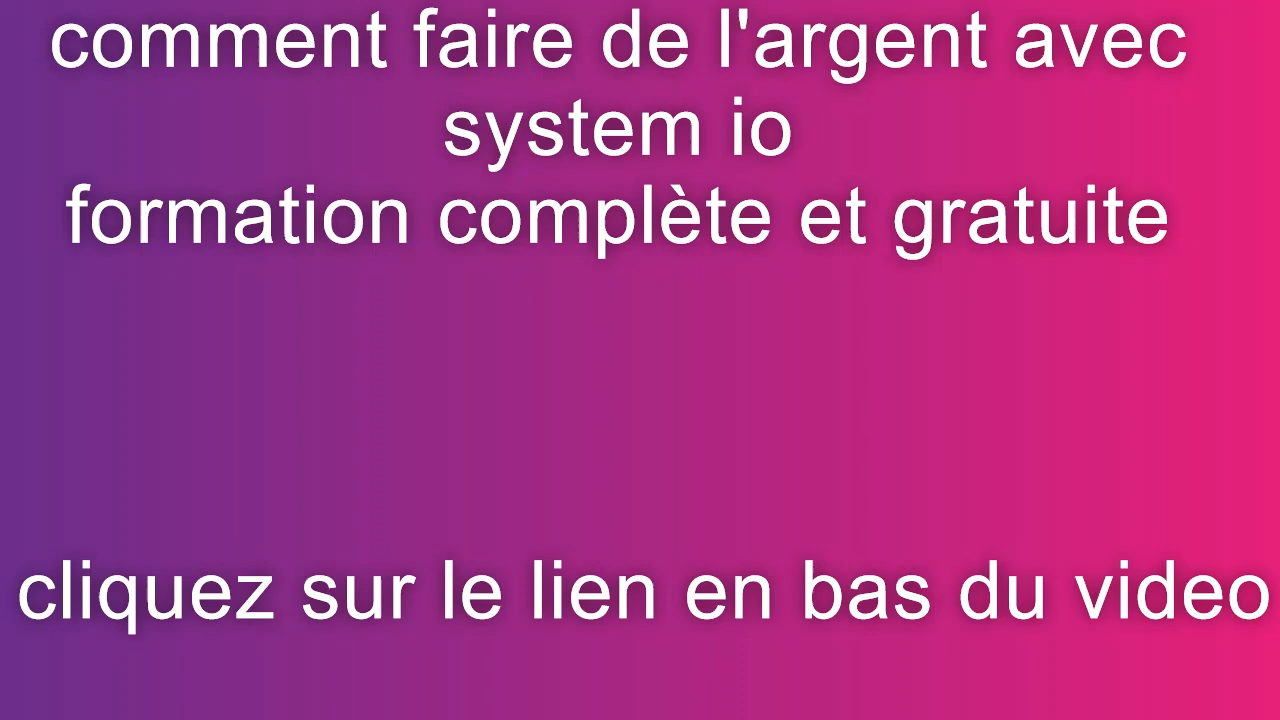 comment faire de l'argent avec
system io
formation complète et gratuite
cliquez sur le lien en bas du video